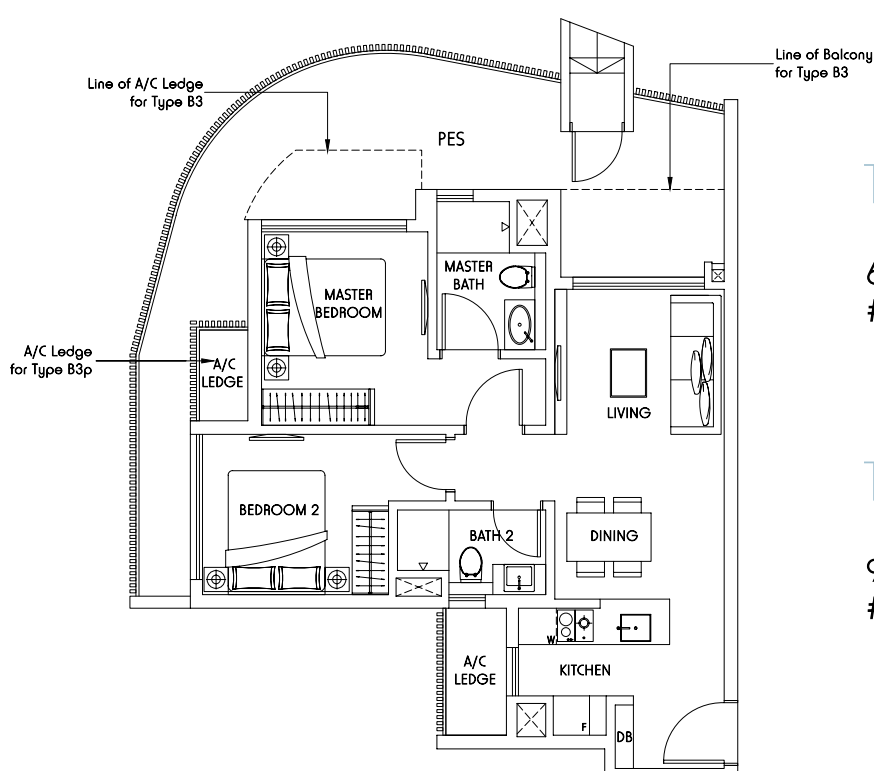 Line of Balcony
for Type B3
Line of A/C Ledge
for Type B3
PES
MASTER
BATH
MASTER
BEDROOM
A/C Ledge
for Type B3p
A/C
LEDGE
LIVING
BEDROOM 2
BATH 2
DINING
W
A/C
LEDGE
KITCHEN
F
DB
#
#